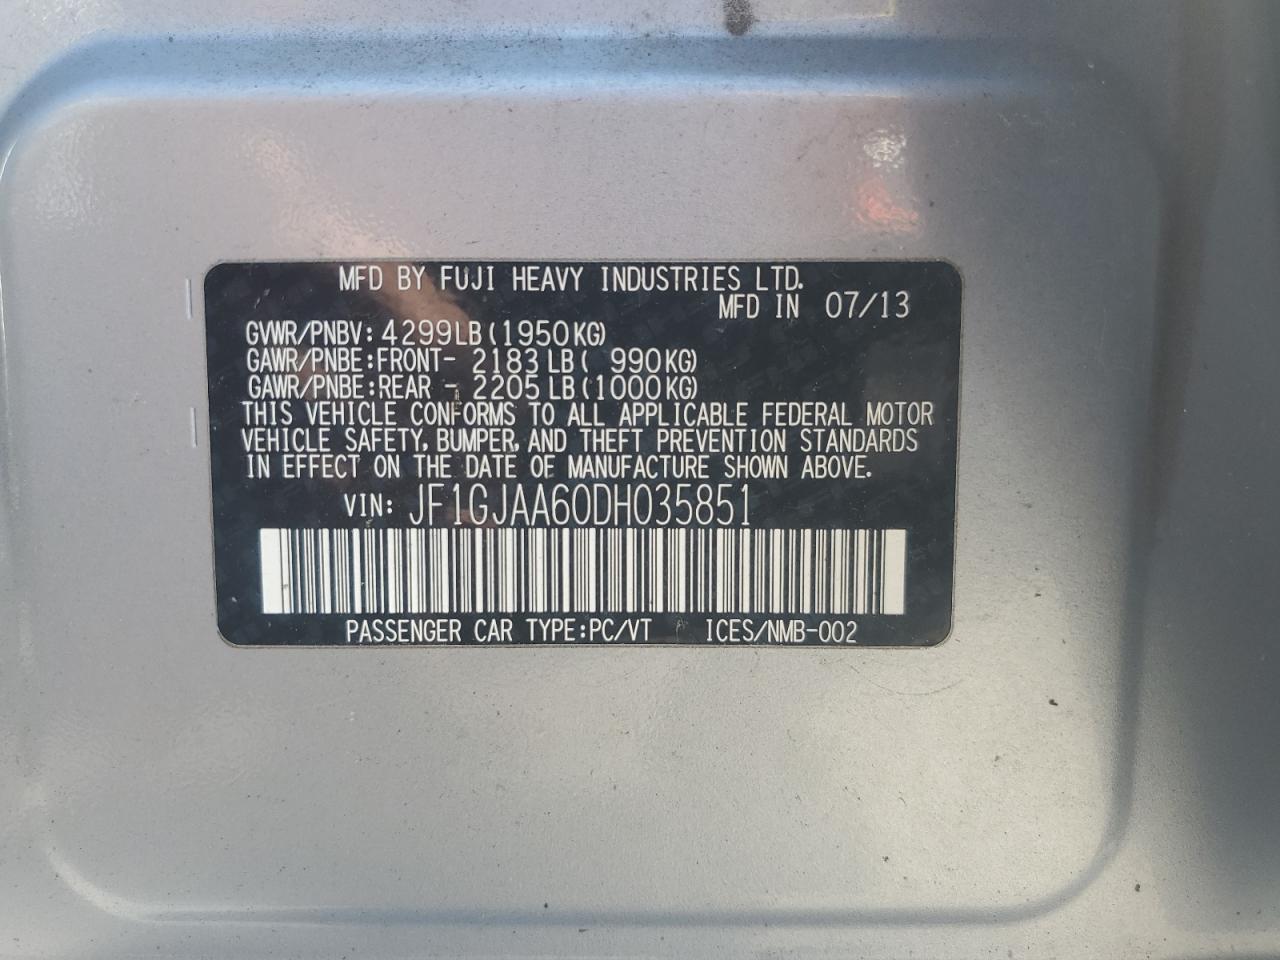 MFD BY FUJI HEAVY INDUSTRIES LTD.
MFD IN 07/13
GVWR/PNBV: 4299LB(1950KG)
GAWR/PNBE:FRONT- 2183LB( 990KG)
GAWR/PNBE:REAR - 2205LB(1000KG)
THIS VEHICLE CONFORMS TO ALL APPLICABLE FEDERAL MOTOR
VEHICLE SAFETY, BUMPER, AND THEFT PREVENTION STANDARDS
IN EFFECT ON THE DATE OF MANUFACTURE SHOWN ABOVE.
VIN: JF1GJAA60DH035851
PASSENGER CAR TYPE:PC/VT ICES/NMB-002